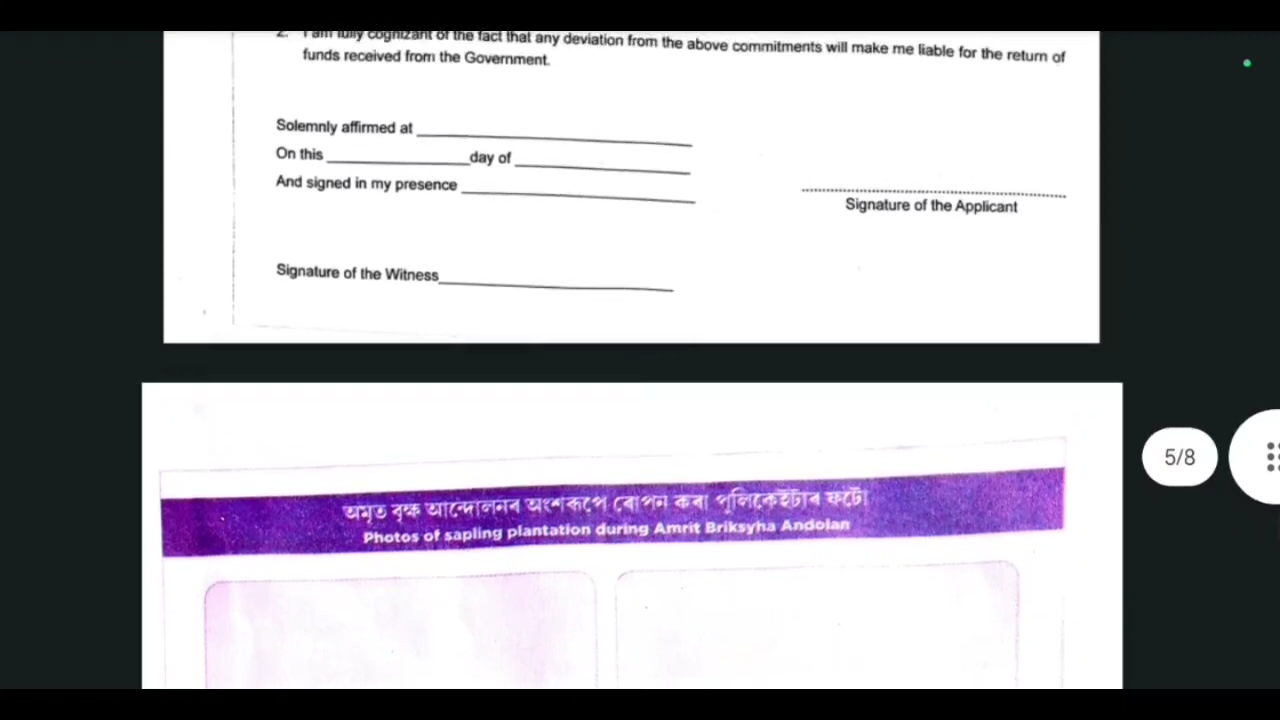 2. I am fully cognizant of the fact that any deviation from the above commitments will make me liable for the return of
funds received from the Government.
Solemnly affirmed at
On this day of
And signed in my presence
Signature of the Applicant
Signature of the Witness
5/8
অমৃত বৃক্ষ আন্দোলনৰ অংশৰূপে ৰোপন কৰা পুলিকেইটাৰ ফটো
Photos of sapling plantation during Amrit Briksyha Andolan